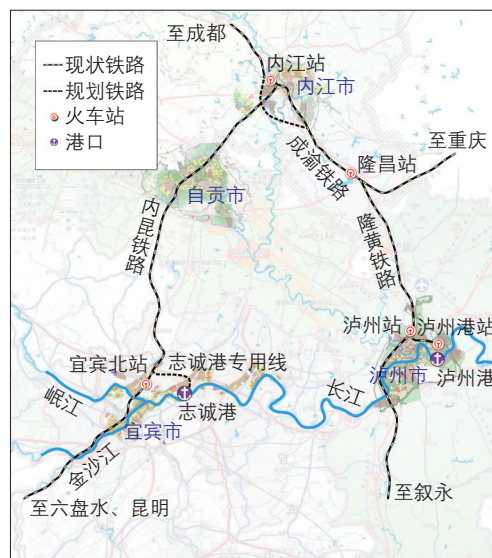 现状铁路
规划铁路
火车站
港口
至成都
内江站
内江市
至重庆
成渝铁路
隆昌站
自贡市
内昆铁路
隆黄铁路
泸州站
泸州港站
宜宾北站
志诚港专用线
泸州市
泸州港
岷江
志诚港
长江
宜宾市
金沙江
至六盘水、昆明
至叙永